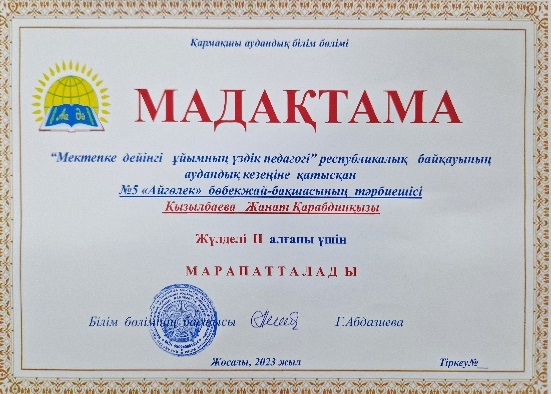 Қармақшы аудандық білім бөлімі
МАДАҚТАМА
“Мектепке дейінгі ұйымның үздік педагогі” республикалық байқауының
аудандық кезеңіне қатысқан
№5 «Айгөлек» бөбекжай-бақшасының тәрбиешісі
Қызылбаева Жанат Қарабдинқызы
Жүлделі ІІ алғапы үшін
МАРАПАТТАЛАДЫ
Білім бөлімінің басшысы Г.Абдазиева
Жосалы, 2023 жыл
Тіркеу№